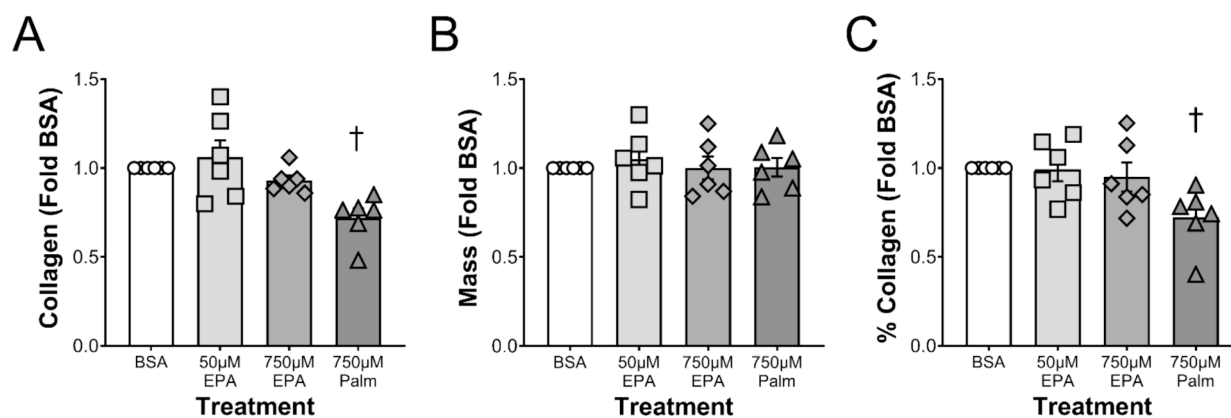 A
Collagen (Fold BSA)
1.5
1.0
0.5
0.0
†
BSA
50µM
EPA
750µM
EPA
750µM
Palm
Treatment
B
Mass (Fold BSA)
1.5
1.0
0.5
0.0
BSA
50µM
EPA
750µM
EPA
750µM
Palm
Treatment
C
% Collagen (Fold BSA)
1.5
1.0
0.5
0.0
†
BSA
50µM
EPA
750µM
EPA
750µM
Palm
Treatment